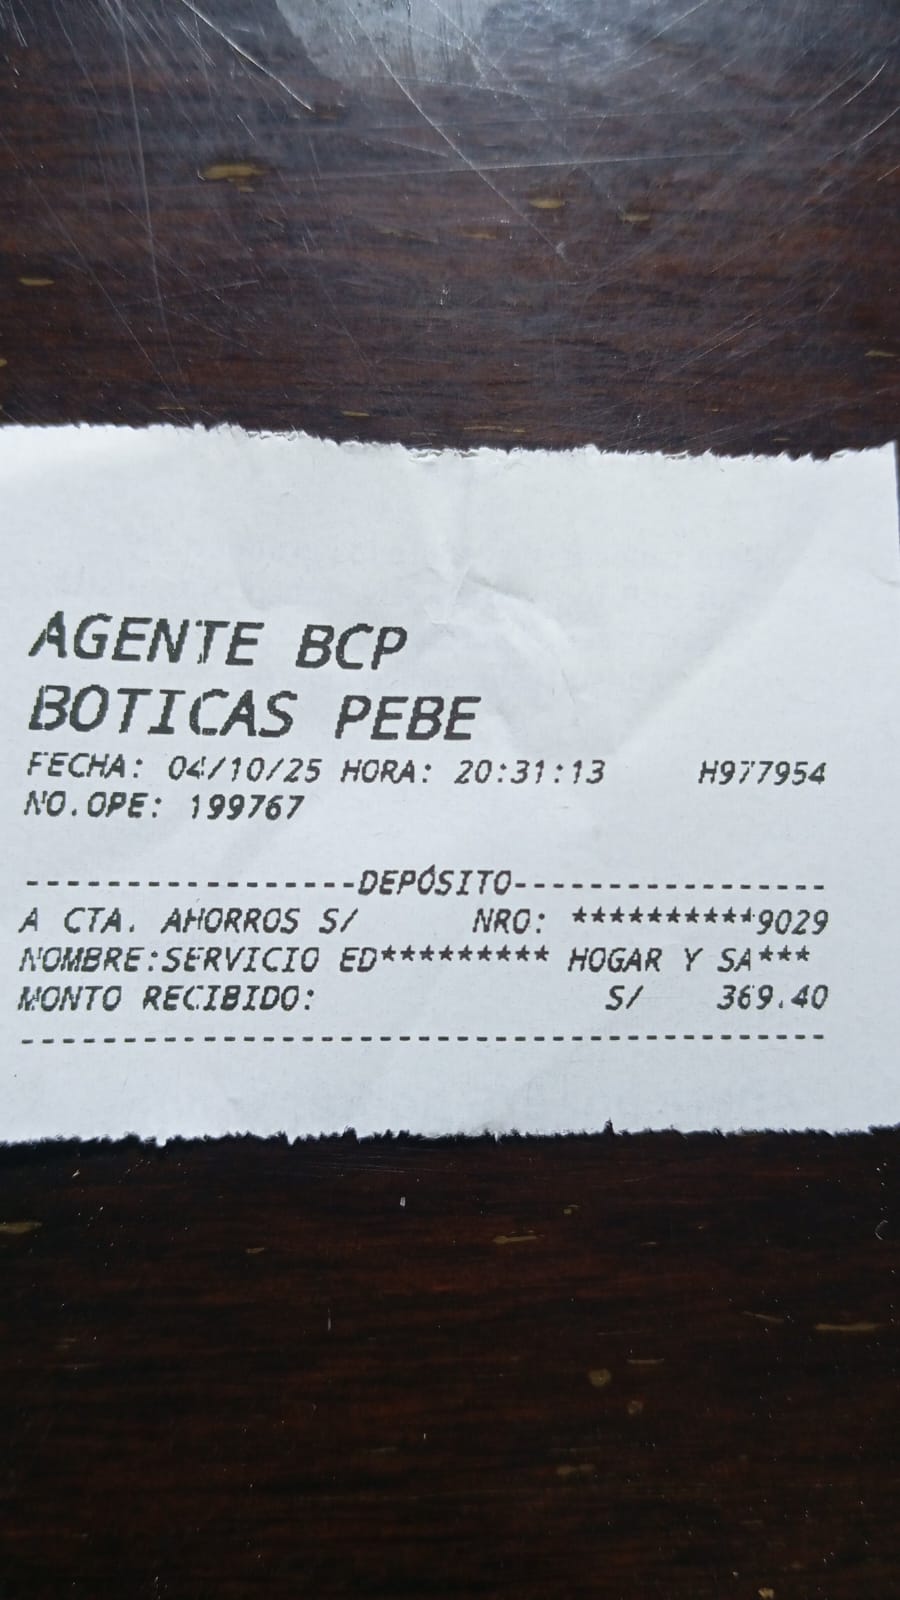 AGENTE BCP
BOTICAS PEBE
FECHA: 04/10/25 HORA: 20:31:13 H977954
NO.OPE: 199767
-----------------DEPÓSITO----------------
A CTA. AHORROS S/ NRO: **********9029
NOMBRE:SERVICIO ED********* HOGAR Y SA***
MONTO RECIBIDO: S/ 369.40
------------------------------------------